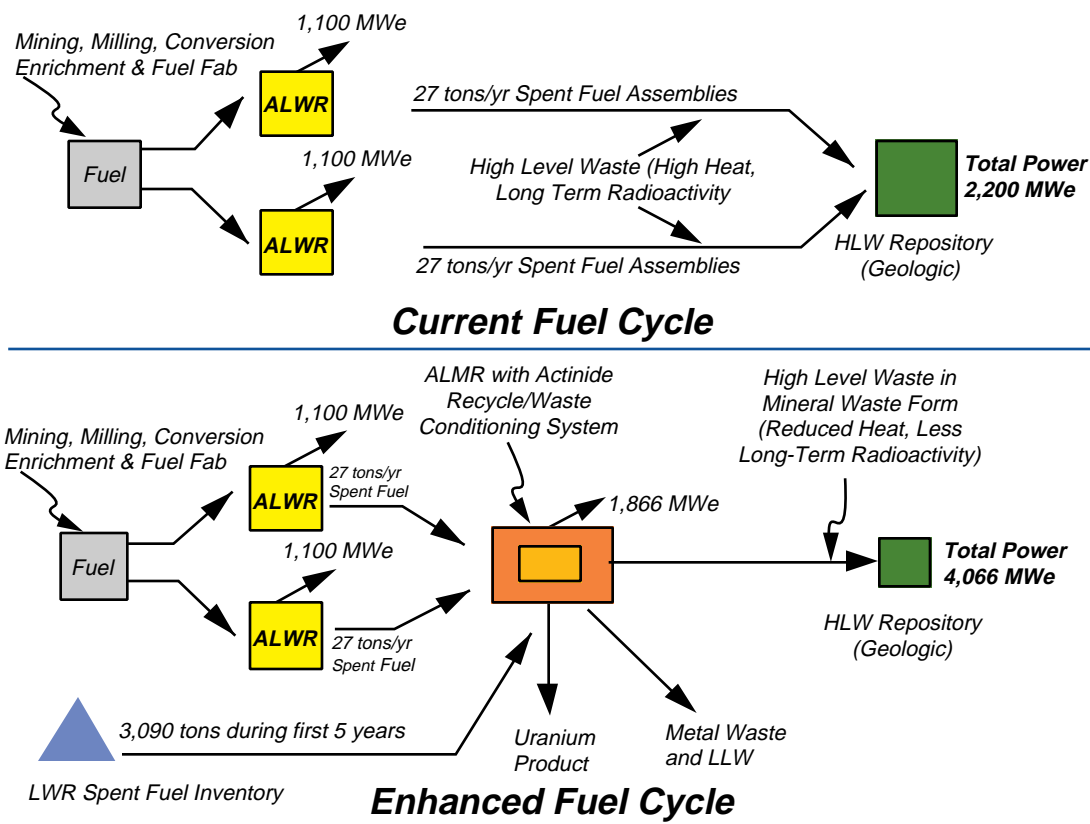 Mining, Milling, Conversion
Enrichment & Fuel Fab
1,100 MWe
ALWR
Fuel
1,100 MWe
ALWR
27 tons/yr Spent Fuel Assemblies
High Level Waste (High Heat,
Long Term Radioactivity
27 tons/yr Spent Fuel Assemblies
Total Power
2,200 MWe
HLW Repository
(Geologic)
Current Fuel Cycle
Mining, Milling, Conversion
Enrichment & Fuel Fab
1,100 MWe
ALWR
27 tons/yr
Spent Fuel
Fuel
1,100 MWe
ALWR
27 tons/yr
Spent Fuel
ALMR with Actinide
Recycle/Waste
Conditioning System
1,866 MWe
High Level Waste in
Mineral Waste Form
(Reduced Heat, Less
Long-Term Radioactivity)
Total Power
4,066 MWe
HLW Repository
(Geologic)
3,090 tons during first 5 years
LWR Spent Fuel Inventory
Uranium
Product
Metal Waste
and LLW
Enhanced Fuel Cycle